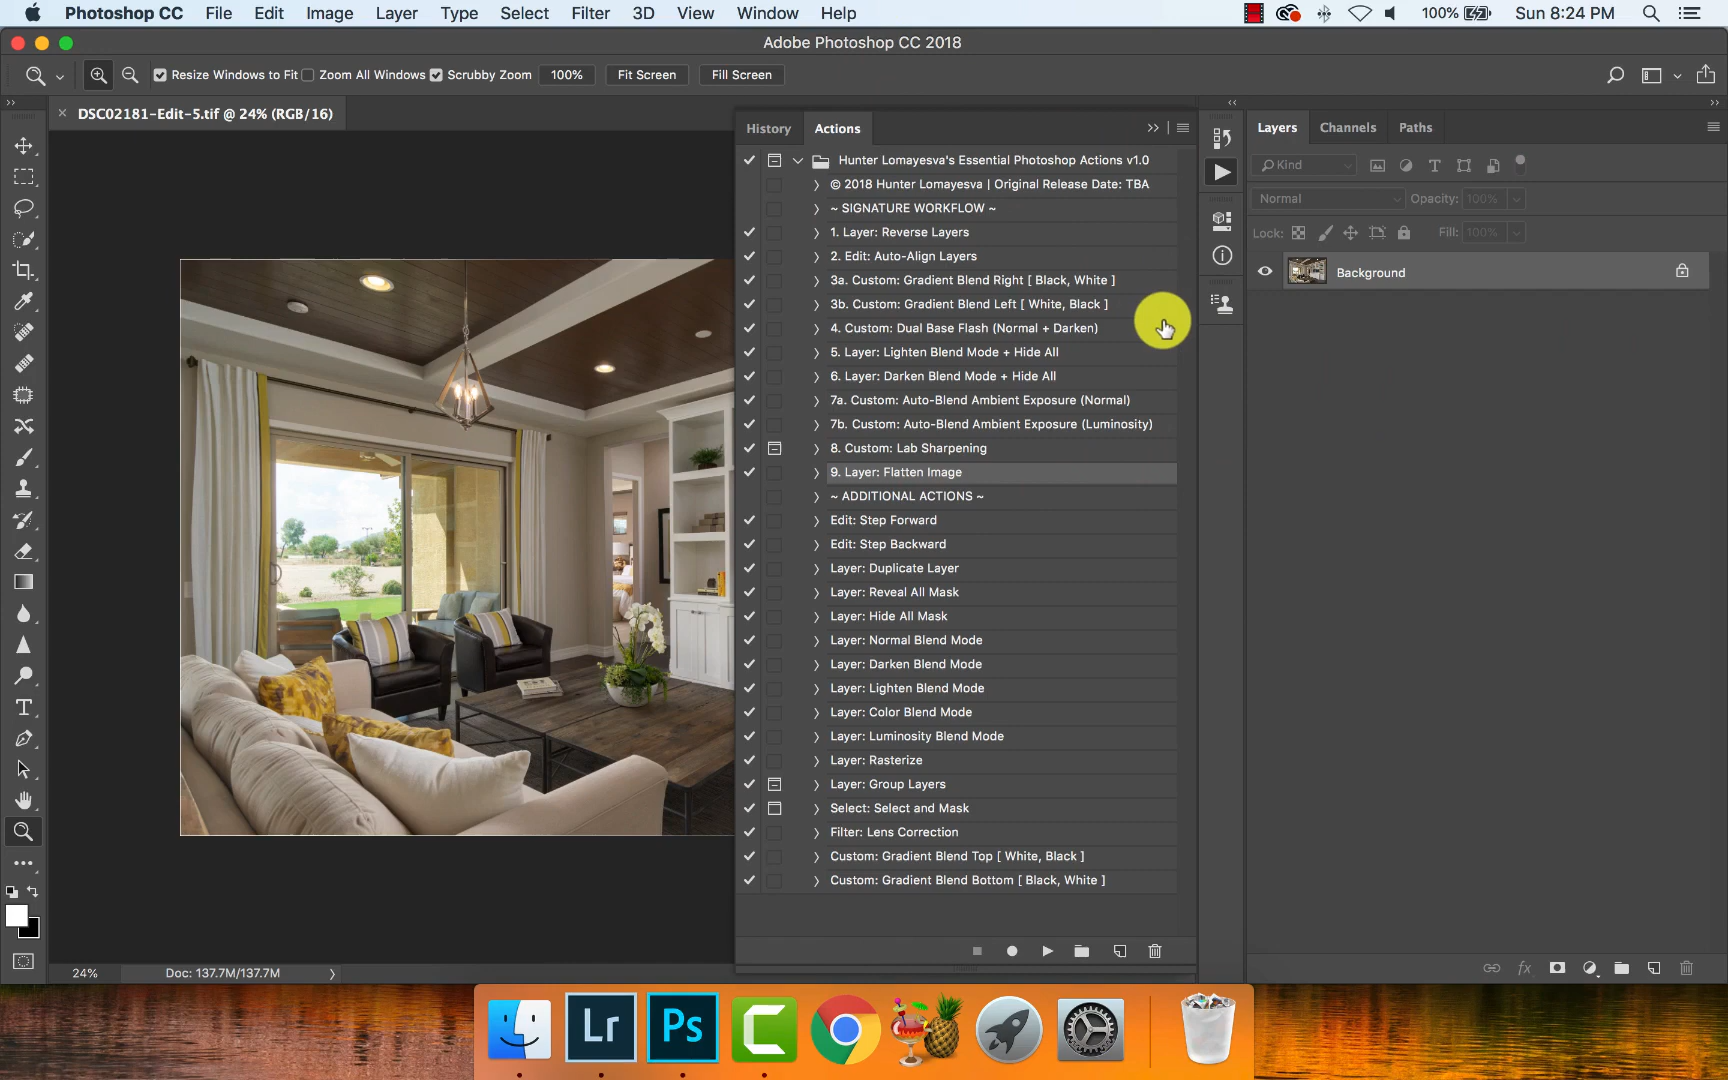 Photoshop CC File Edit Image Layer Type Select Filter 3D View Window Help 100% Sun 8:24 PM
Adobe Photoshop CC 2018
Resize Windows to Fit Zoom All Windows Scrubby Zoom 100% Fit Screen Fill Screen
DSC02181-Edit-5.tif @ 24% (RGB/16)
History Actions
Hunter Lomayesva's Essential Photoshop Actions v1.0
© 2018 Hunter Lomayesva | Original Release Date: TBA
~ SIGNATURE WORKFLOW ~
1. Layer: Reverse Layers
2. Edit: Auto-Align Layers
3a. Custom: Gradient Blend Right [ Black, White ]
3b. Custom: Gradient Blend Left [ White, Black ]
4. Custom: Dual Base Flash (Normal + Darken)
5. Layer: Lighten Blend Mode + Hide All
6. Layer: Darken Blend Mode + Hide All
7a. Custom: Auto-Blend Ambient Exposure (Normal)
7b. Custom: Auto-Blend Ambient Exposure (Luminosity)
8. Custom: Lab Sharpening
9. Layer: Flatten Image
~ ADDITIONAL ACTIONS ~
Edit: Step Forward
Edit: Step Backward
Layer: Duplicate Layer
Layer: Reveal All Mask
Layer: Hide All Mask
Layer: Normal Blend Mode
Layer: Darken Blend Mode
Layer: Lighten Blend Mode
Layer: Color Blend Mode
Layer: Luminosity Blend Mode
Layer: Rasterize
Layer: Group Layers
Select: Select and Mask
Filter: Lens Correction
Custom: Gradient Blend Top [ White, Black ]
Custom: Gradient Blend Bottom [ Black, White ]
Layers Channels Paths
Kind
Normal Opacity: 100%
Lock: Fill: 100%
Background
24% Doc: 137.7M/137.7M
Lr Ps